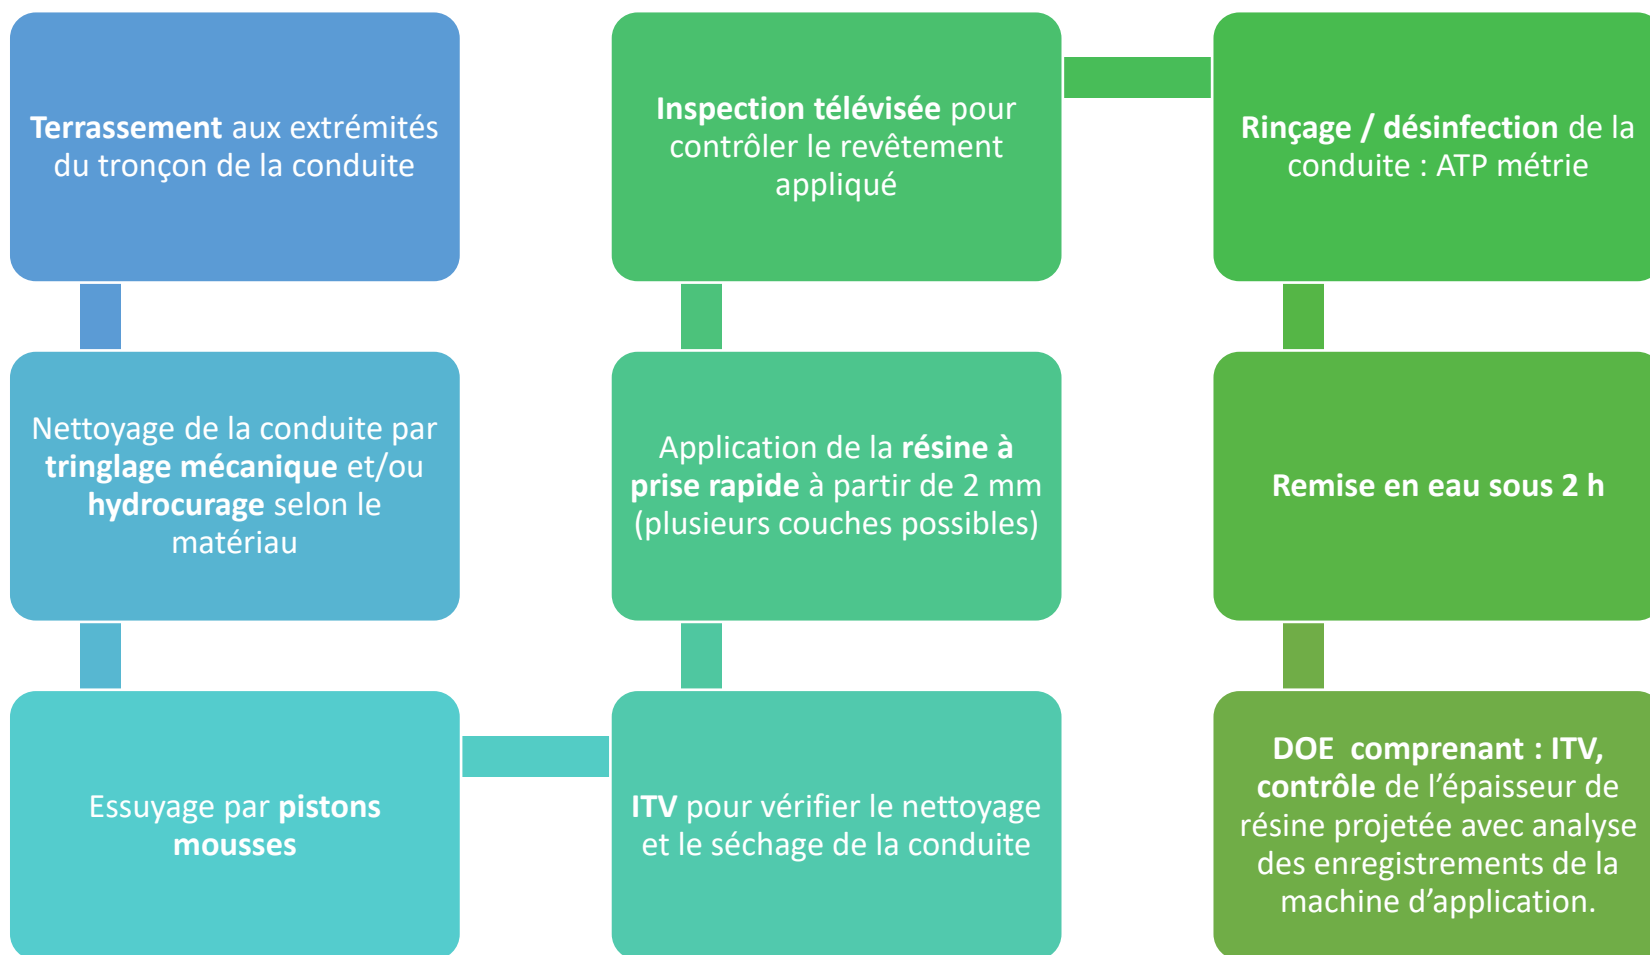 Terrassement aux extrémités
du tronçon de la conduite
Nettoyage de la conduite par
tringlage mécanique et/ou
hydrocurage selon le
matériau
Essuyage par pistons
mousses
ITV pour vérifier le nettoyage
et le séchage de la conduite
Application de la résine à
prise rapide à partir de 2 mm
(plusieurs couches possibles)
Inspection télévisée pour
contrôler le revêtement
appliqué
Rinçage / désinfection de la
conduite : ATP métrie
Remise en eau sous 2 h
DOE comprenant : ITV,
contrôle de l’épaisseur de
résine projetée avec analyse
des enregistrements de la
machine d’application.